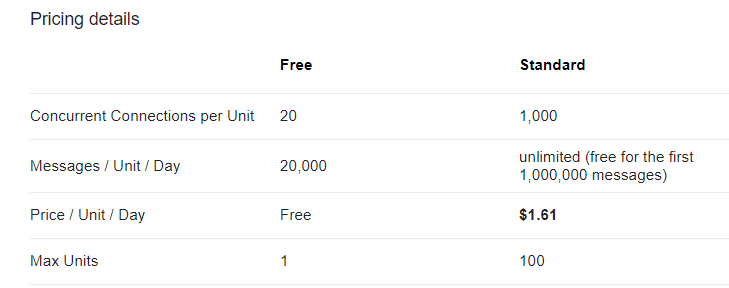 Pricing details
Free Standard
Concurrent Connections per Unit 20 1,000
Messages / Unit / Day 20,000 unlimited (free for the first
1,000,000 messages)
Price / Unit / Day Free $1.61
Max Units 1 100